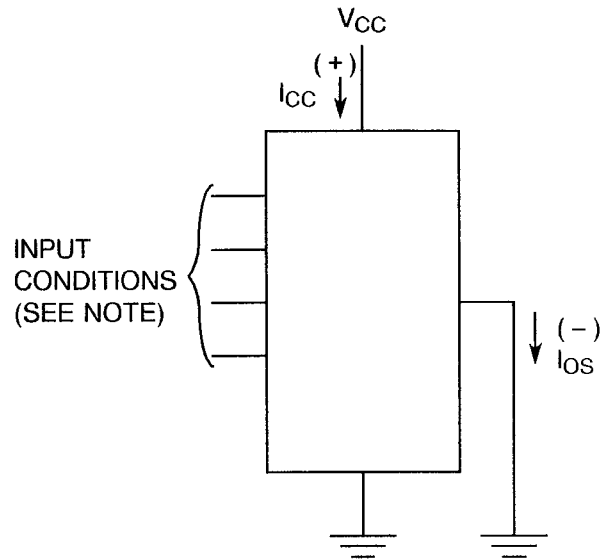 VCC
(+)
ICC
INPUT
CONDITIONS
(SEE NOTE)
(−)
IOS